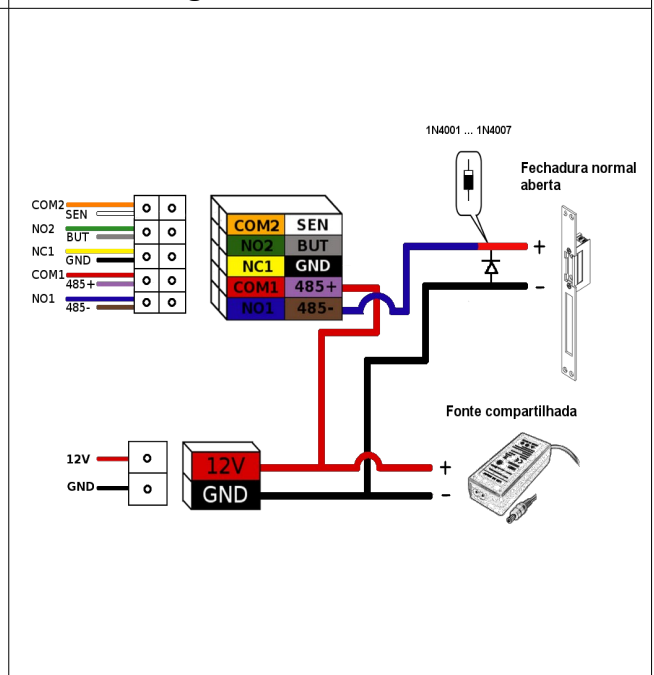 1N4001 ... 1N4007
Fechadura normal
aberta
COM2
SEN
NO2
BUT
NC1
GND
COM1
485+
NO1
485-
COM2 SEN
NO2 BUT
NC1 GND
COM1 485+
NO1 485-
+
-
Fonte compartilhada
12V
GND
12V
GND
+
-